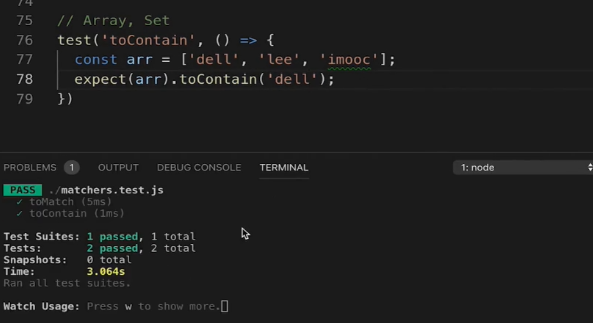 74
75 // Array, Set
76 test('toContain', () => {
77 const arr = ['dell', 'lee', 'imooc'];
78 expect(arr).toContain('dell');
79 })
PROBLEMS 1 OUTPUT DEBUG CONSOLE TERMINAL 1: node
PASS ./matchers.test.js
✓ toMatch (5ms)
✓ toContain (1ms)
Test Suites: 1 passed, 1 total
Tests: 2 passed, 2 total
Snapshots: 0 total
Time: 3.064s
Ran all test suites.
Watch Usage: Press w to show more.